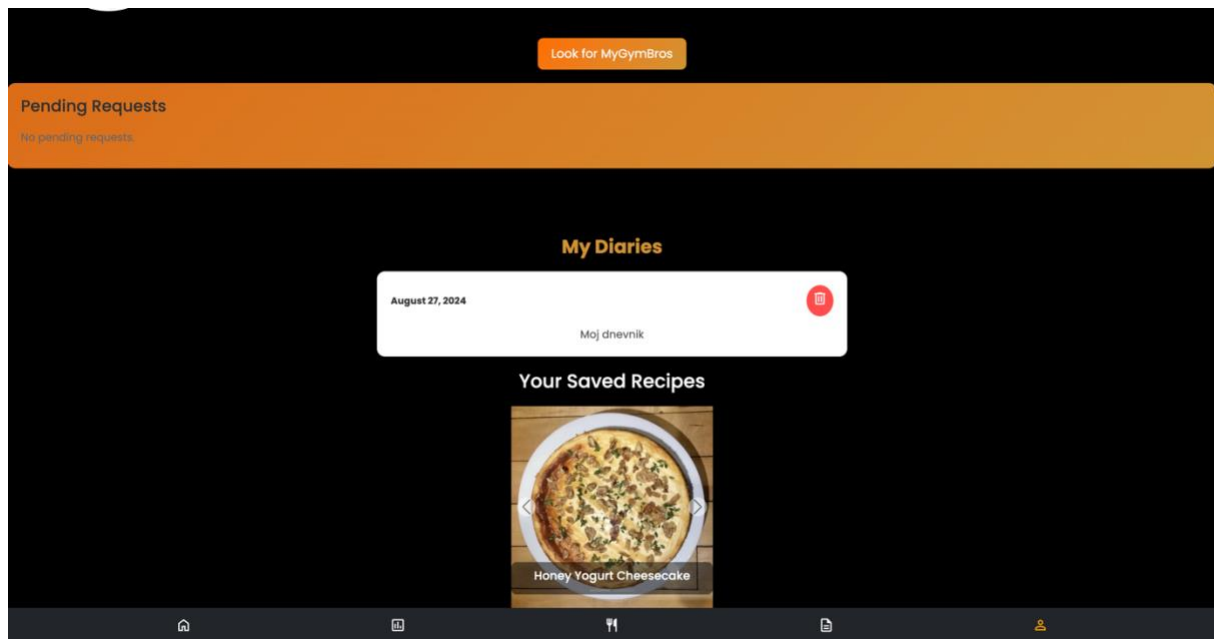 Look for MyGymBros
Pending Requests
No pending requests.
My Diaries
August 27, 2024
Moj dnevnik
Your Saved Recipes
Honey Yogurt Cheesecake